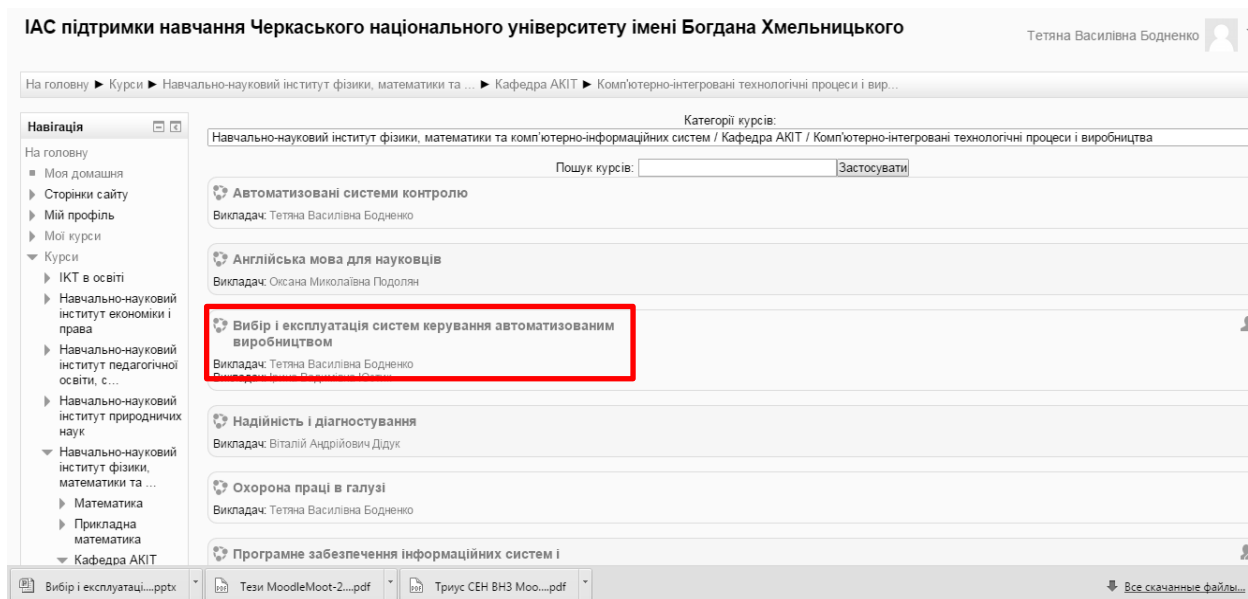 ІАС підтримки навчання Черкаського національного університету імені Богдана Хмельницького
Тетяна Василівна Бодненко
На головну ► Курси ► Навчально-науковий інститут фізики, математики та ... ► Кафедра АКІТ ► Комп'ютерно-інтегровані технологічні процеси і вир...
Навігація
На головну
Моя домашня
Сторінки сайту
Мій профіль
Мої курси
Курси
ІКТ в освіті
Навчально-науковий
інститут економіки і
права
Навчально-науковий
інститут педагогічної
освіти, с...
Навчально-науковий
інститут природничих
наук
Навчально-науковий
інститут фізики,
математики та ...
Математика
Прикладна
математика
Кафедра АКІТ
Категорії курсів:
Навчально-науковий інститут фізики, математики та комп'ютерно-інформаційних систем / Кафедра АКІТ / Комп'ютерно-інтегровані технологічні процеси і виробництва
Пошук курсів:
Застосувати
Автоматизовані системи контролю
Викладач: Тетяна Василівна Бодненко
Англійська мова для науковців
Викладач: Оксана Миколаївна Подолян
Вибір і експлуатація систем керування автоматизованим
виробництвом
Викладач: Тетяна Василівна Бодненко
Надійність і діагностування
Викладач: Віталій Андрійович Дідук
Охорона праці в галузі
Викладач: Тетяна Василівна Бодненко
Програмне забезпечення інформаційних систем і
Вибір і експлуатаці....pptx
Тези MoodleMoot-2....pdf
Триус СЕН ВНЗ Моо....pdf
Все скачанные файлы...